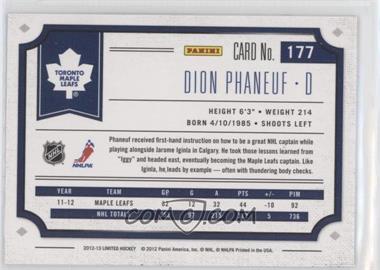 PANINI
CARD No. 177
TORONTO
MAPLE
LEAFS
DION PHANEUF • D
HEIGHT 6'3" • WEIGHT 214
BORN 4/10/1985 • SHOOTS LEFT
Phaneuf received first-hand instruction on how to be a great NHL captain while
playing alongside Jarome Iginla in Calgary. He took those lessons learned from
"Iggy" and headed east, eventually becoming the Maple Leafs captain. Like
Iginla, he leads by example — often with thundering body checks.
NHL
NHLPA
YEAR TEAM GP G A PTS +/- PIM
11-12 MAPLE LEAFS 82 12 32 44 -10 92
NHL TOTALS 5 736
2012-13 LIMITED HOCKEY © 2012 Panini America, Inc. © NHL. © NHLPA Printed in the USA.